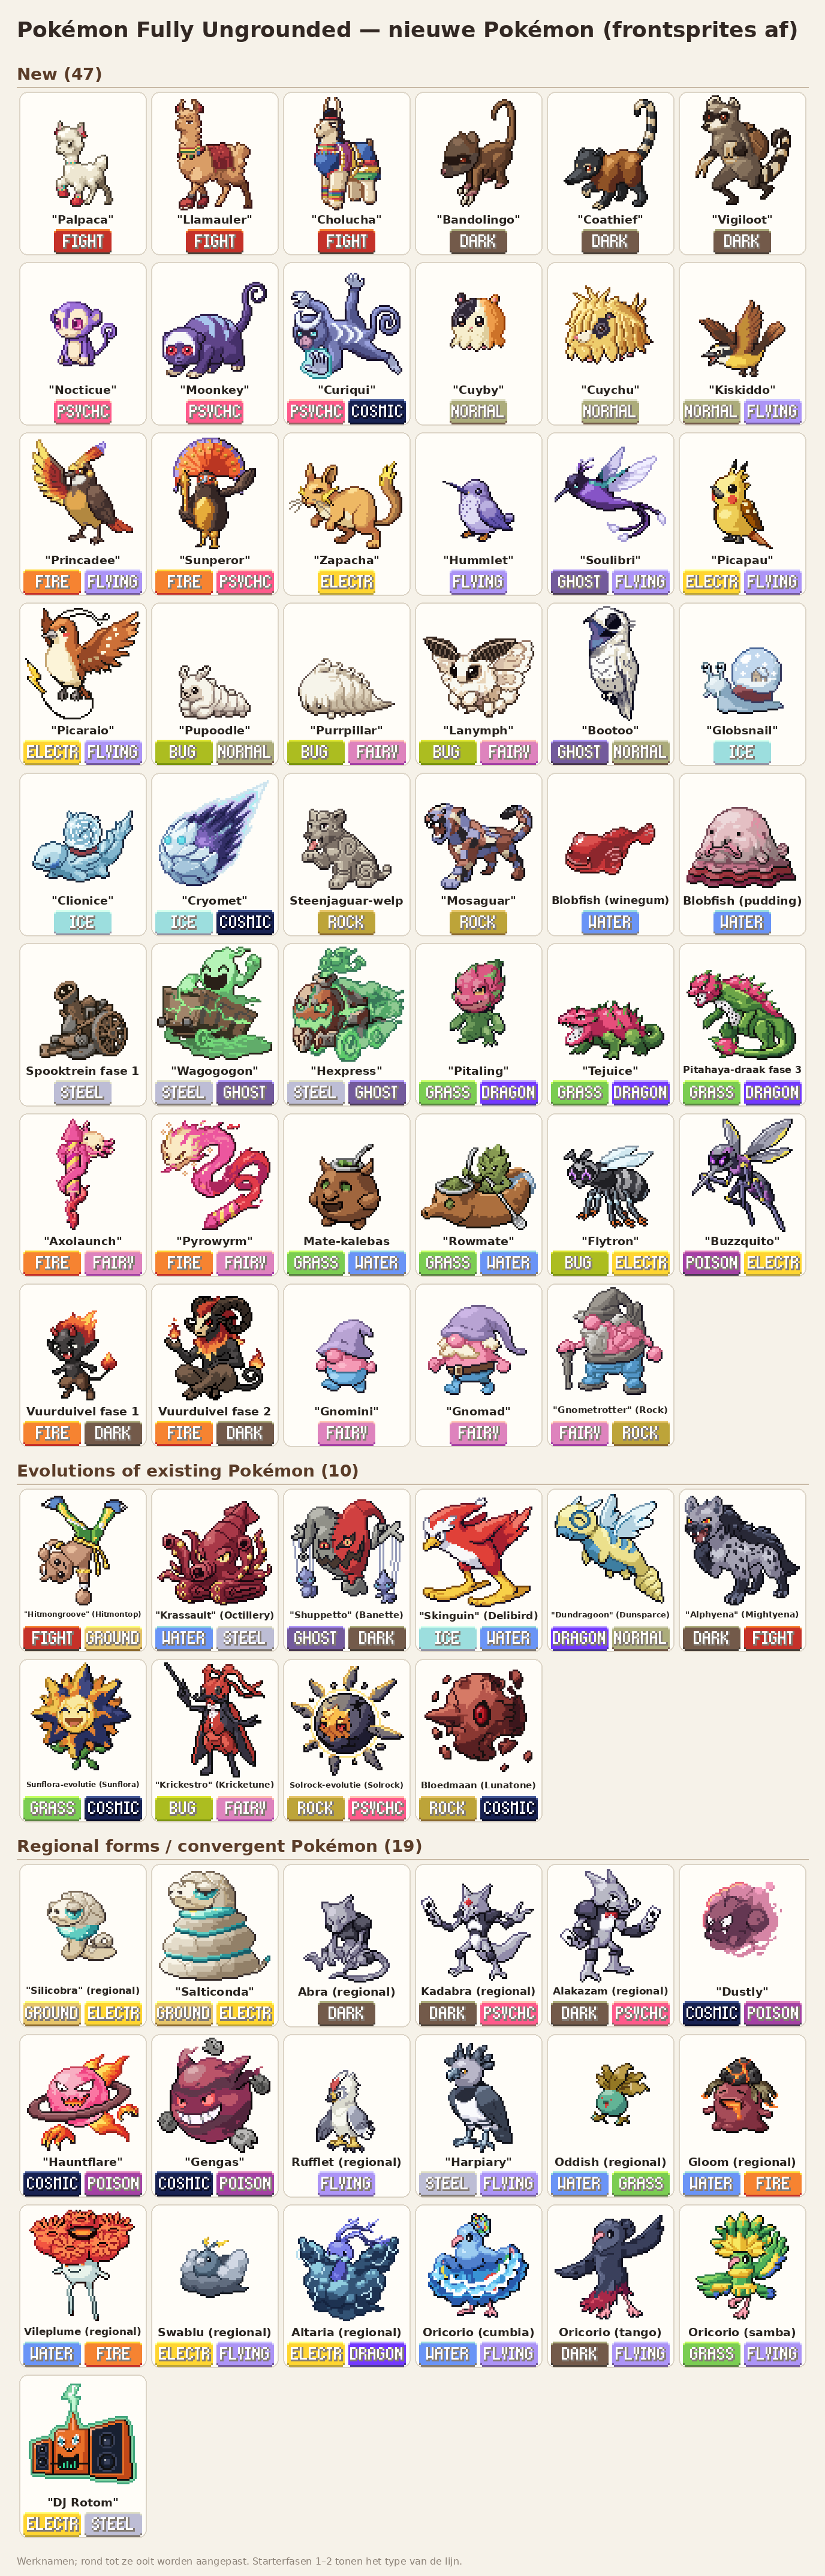 Pokémon Fully Ungrounded — nieuwe Pokémon (frontsprites af)
New (47)
"Palpaca" "Llamauler" "Cholucha" "Bandolingo" "Coathief" "Vigiloot"
FIGHT FIGHT FIGHT DARK DARK DARK
"Nocticue" "Moonkey" "Curiqui" "Cuyby" "Cuychu" "Kiskiddo"
PSYCHC PSYCHC PSYCHC COSMIC NORMAL NORMAL NORMAL FLYING
"Princadee" "Sunperor" "Zapacha" "Hummlet" "Soulibri" "Picapau"
FIRE FLYING FIRE PSYCHC ELECTR FLYING GHOST FLYING ELECTR FLYING
"Picaraio" "Pupoodle" "Purrpillar" "Lanymph" "Bootoo" "Globsnail"
ELECTR FLYING BUG NORMAL BUG FAIRY BUG FAIRY GHOST NORMAL ICE
"Clionice" "Cryomet" Steenjaguar-welp "Mosaguar" Blobfish (winegum) Blobfish (pudding)
ICE ICE COSMIC ROCK ROCK WATER WATER
Spooktrein fase 1 "Wagogogon" "Hexpress" "Pitaling" "Tejuice" Pitahaya-draak fase 3
STEEL STEEL GHOST STEEL GHOST GRASS DRAGON GRASS DRAGON GRASS DRAGON
"Axolaunch" "Pyrowyrm" Mate-kalebas "Rowmate" "Flytron" "Buzzquito"
FIRE FAIRY FIRE FAIRY GRASS WATER GRASS WATER BUG ELECTR POISON ELECTR
Vuurduivel fase 1 Vuurduivel fase 2 "Gnomini" "Gnomad" "Gnometrotter" (Rock)
FIRE DARK FIRE DARK FAIRY FAIRY FAIRY ROCK
Evolutions of existing Pokémon (10)
"Hitmongroove" (Hitmontop) "Krassault" (Octillery) "Shuppetto" (Banette) "Skinguin" (Delibird) "Dundragoon" (Dunsparce) "Alphyena" (Mightyena)
FIGHT GROUND WATER STEEL GHOST DARK ICE WATER DRAGON NORMAL DARK FIGHT
Sunflora-evolutie (Sunflora) "Krickestro" (Kricketune) Solrock-evolutie (Solrock) Bloedmaan (Lunatone)
GRASS COSMIC BUG FAIRY ROCK PSYCHC ROCK COSMIC
Regional forms / convergent Pokémon (19)
"Silicobra" (regional) "Salticonda" Abra (regional) Kadabra (regional) Alakazam (regional) "Dustly"
GROUND ELECTR GROUND ELECTR DARK DARK PSYCHC DARK PSYCHC COSMIC POISON
"Hauntflare" "Gengas" Rufflet (regional) "Harpiary" Oddish (regional) Gloom (regional)
COSMIC POISON COSMIC POISON FLYING STEEL FLYING WATER GRASS WATER FIRE
Vileplume (regional) Swablu (regional) Altaria (regional) Oricorio (cumbia) Oricorio (tango) Oricorio (samba)
WATER FIRE ELECTR FLYING ELECTR DRAGON WATER FLYING DARK FLYING GRASS FLYING
"DJ Rotom"
ELECTR STEEL
Werknamen; rond tot ze ooit worden aangepast. Starterfasen 1–2 tonen het type van de lijn.